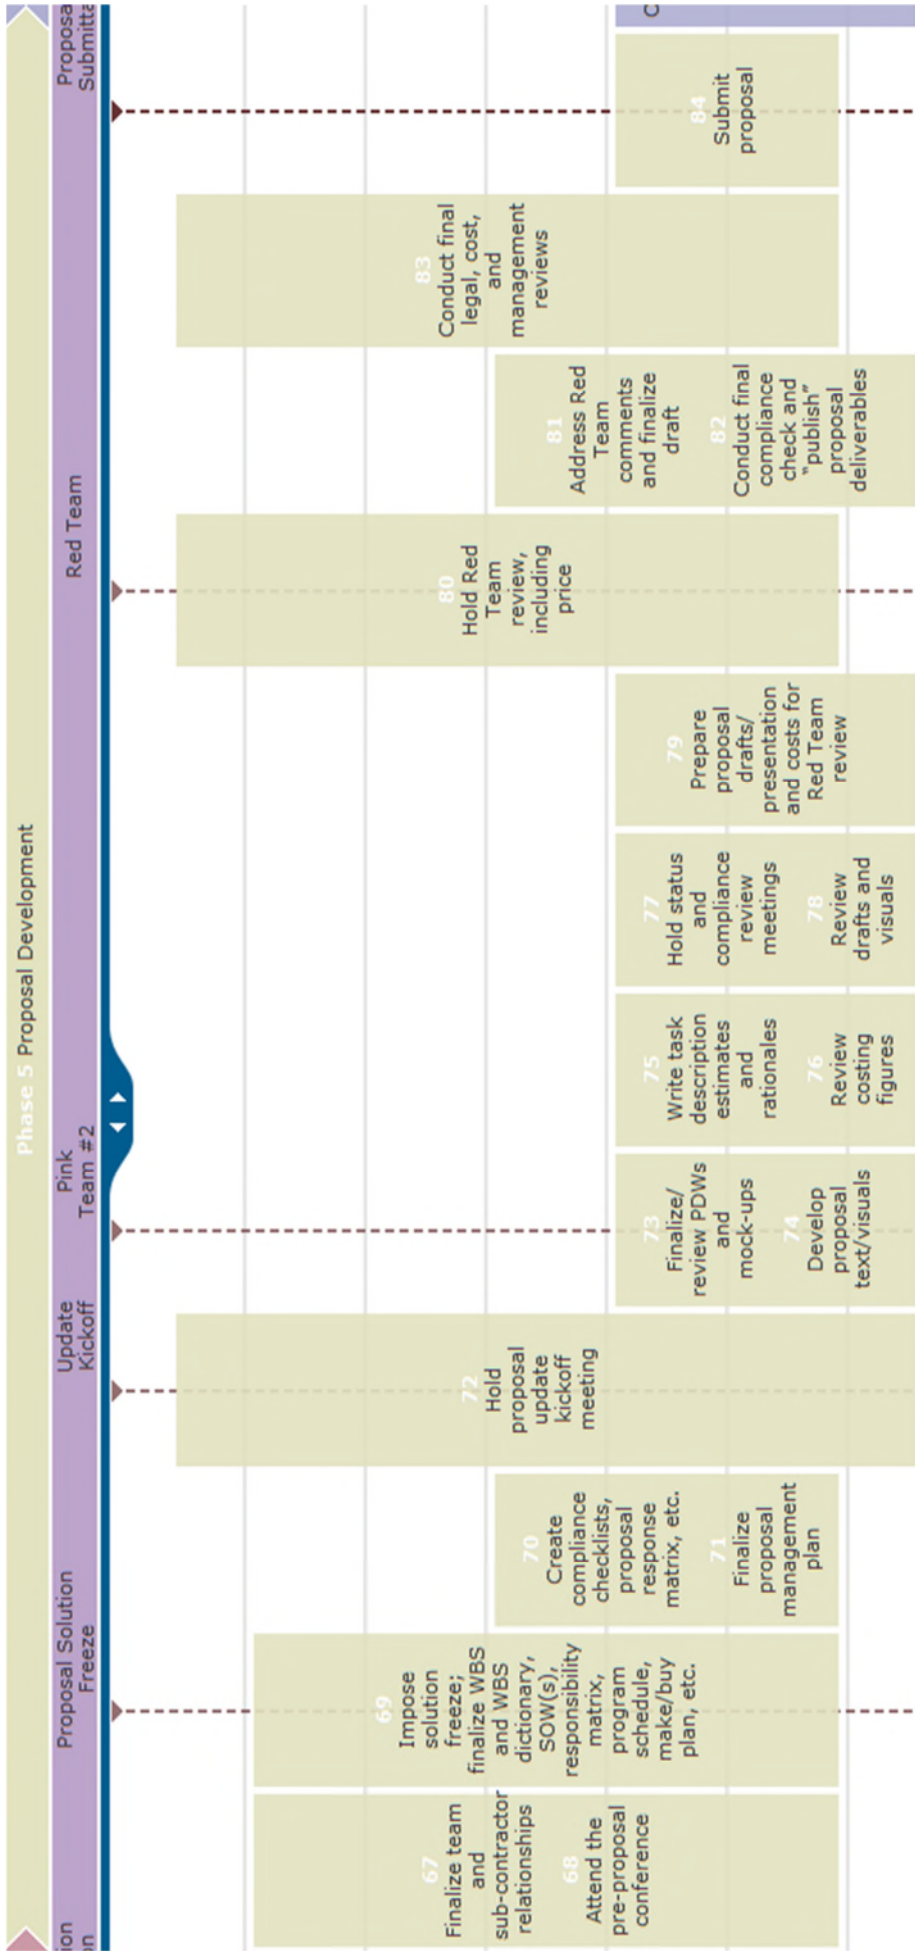 Phase 5 Proposal Development
ion
on
Proposal Solution
Freeze
Update
Kickoff
Pink
Team #2
Red Team
Proposa
Submitta
67
Finalize team
and
sub-contractor
relationships
68
Attend the
pre-proposal
conference
69
Impose
solution
freeze;
finalize WBS
and WBS
dictionary,
SOW(s),
responsibility
matrix,
program
schedule,
make/buy
plan, etc.
70
Create
compliance
checklists,
proposal
response
matrix, etc.
71
Finalize
proposal
management
plan
72
Hold
proposal
update
kickoff
meeting
73
Finalize/
review PDWs
and
mock-ups
74
Develop
proposal
text/visuals
75
Write task
description
estimates
and
rationales
76
Review
costing
figures
77
Hold status
and
compliance
review
meetings
78
Review
drafts and
visuals
79
Prepare
proposal
drafts/
presentation
and costs for
Red Team
review
80
Hold Red
Team
review,
including
price
81
Address Red
Team
comments
and finalize
draft
82
Conduct final
compliance
check and
“publish”
proposal
deliverables
83
Conduct final
legal, cost,
and
management
reviews
84
Submit
proposal
C